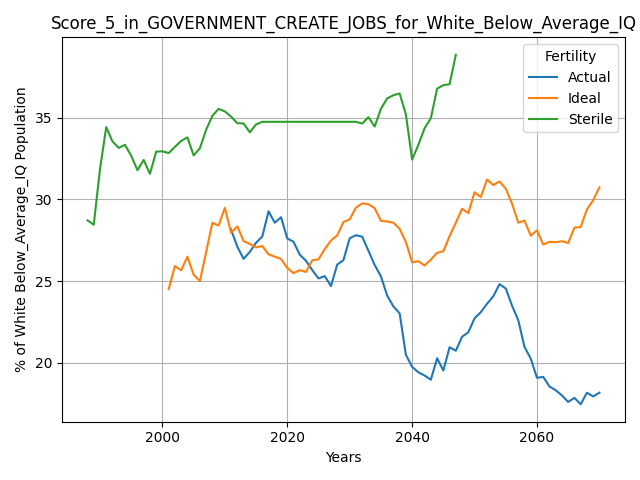 Score_5_in_GOVERNMENT_CREATE_JOBS_for_White_Below_Average_IQ
Fertility
Actual
Ideal
Sterile
% of White Below_Average_IQ Population
35
30
25
20
2000
2020
2040
2060
Years